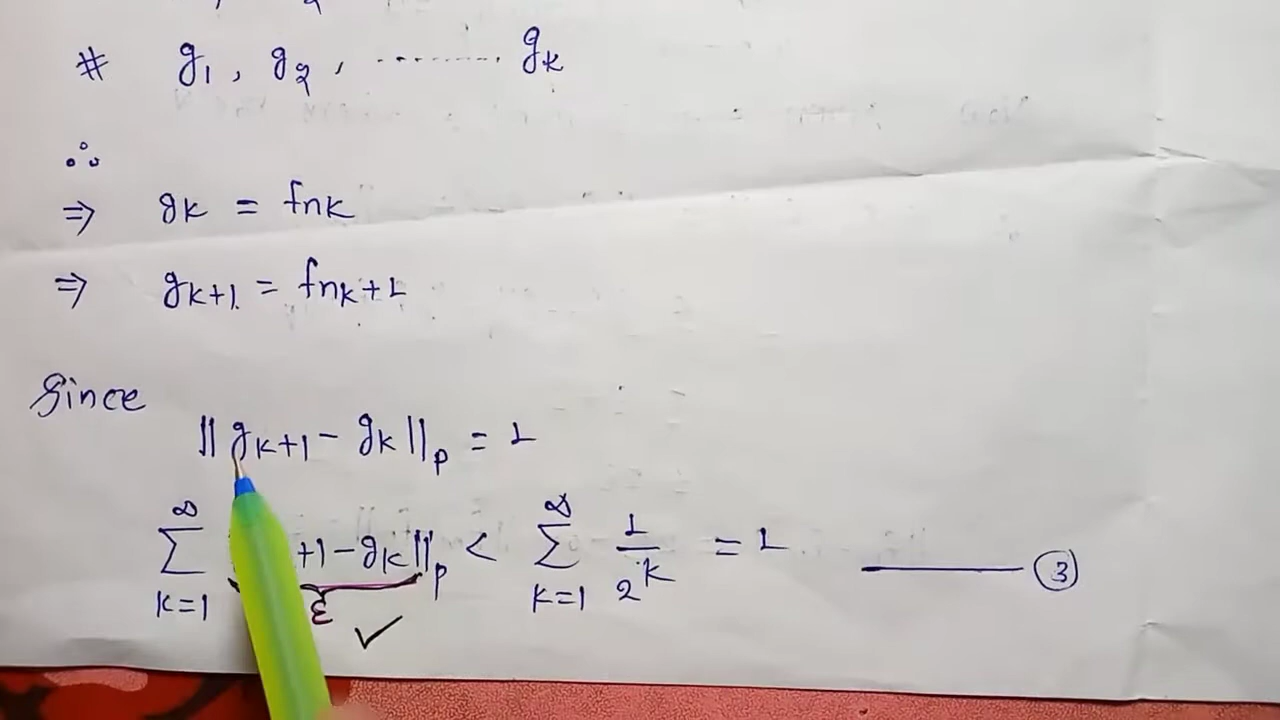 # g₁, g₂, ......... gₖ
∴
⇒ gₖ = fnₖ
⇒ gₖ₊₁ = fnₖ+1
Since
||gₖ₊₁ - gₖ||ₚ = 1
∞ ∞
∑ +1-gₖ||ₚ < ∑ 1/2ᵏ = 1 ——— ③
k=1 ε k=1
✓